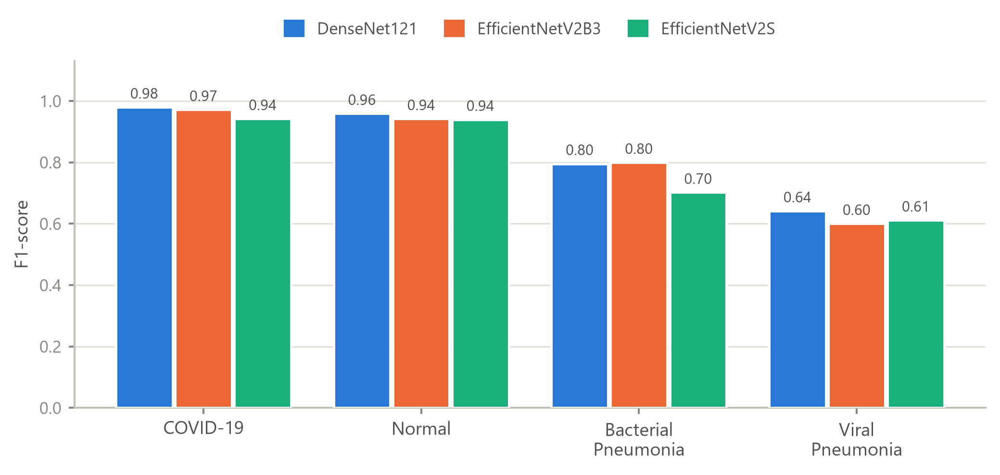 DenseNet121 EfficientNetV2B3 EfficientNetV2S
F1-score
1.0
0.8
0.6
0.4
0.2
0.0
0.98 0.97 0.94 0.96 0.94 0.94 0.80 0.80 0.70 0.64 0.60 0.61
COVID-19 Normal Bacterial Pneumonia Viral Pneumonia